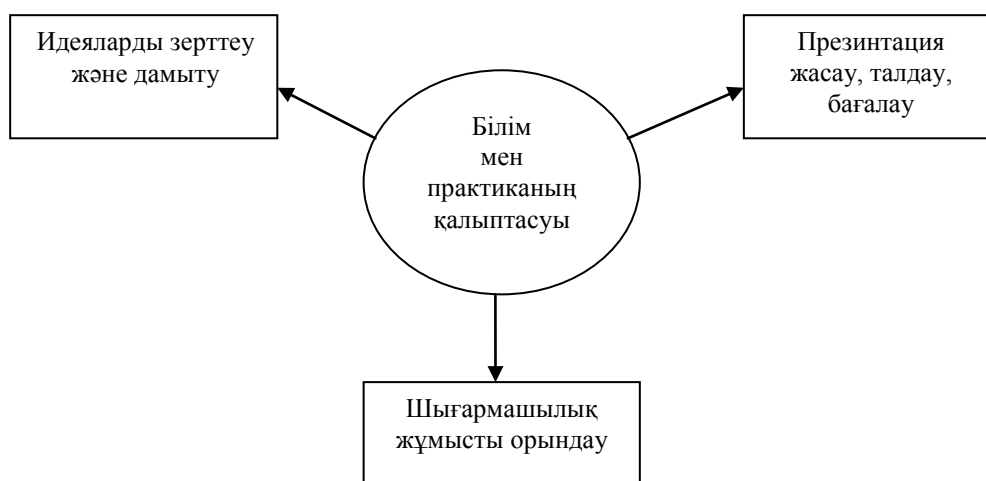 Идеяларды зерттеу
және дамыту
Презинтация
жасау, талдау,
бағалау
Білім
мен
практиканың
қалыптасуы
Шығармашылық
жұмысты орындау